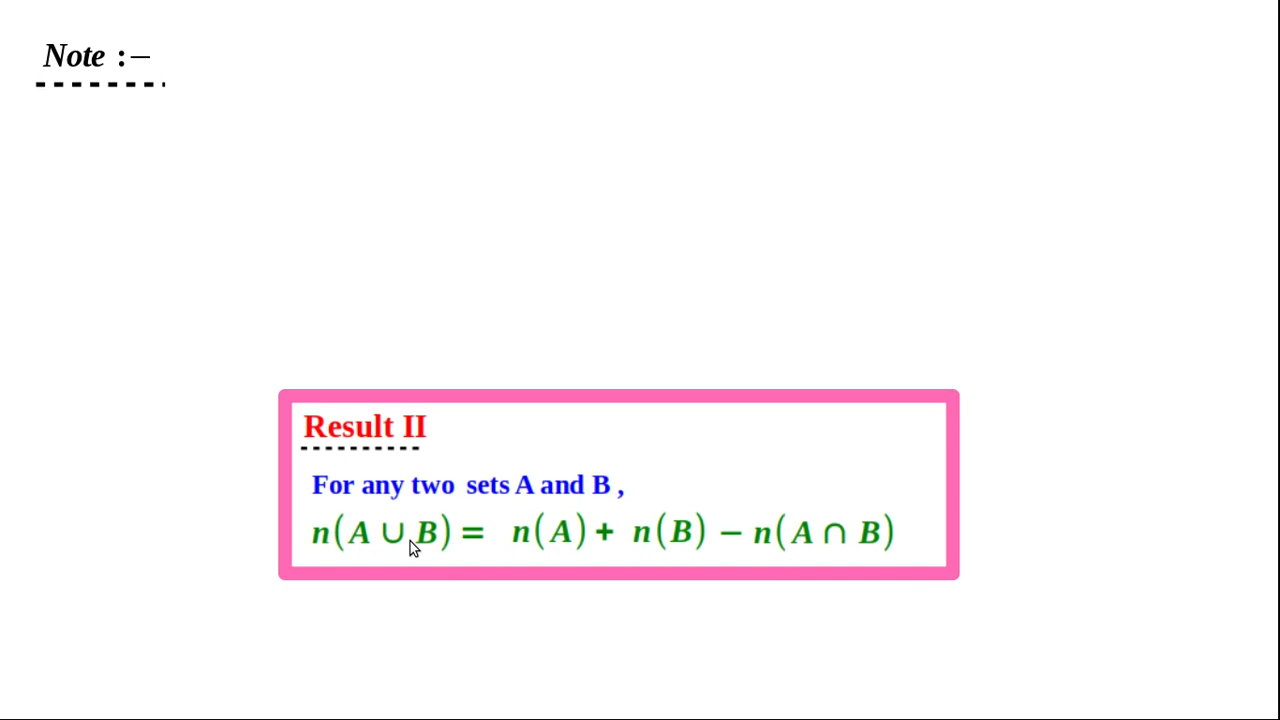 Note :–
Result II
For any two sets A and B ,
n(A ∪ B) = n(A) + n(B) − n(A ∩ B)